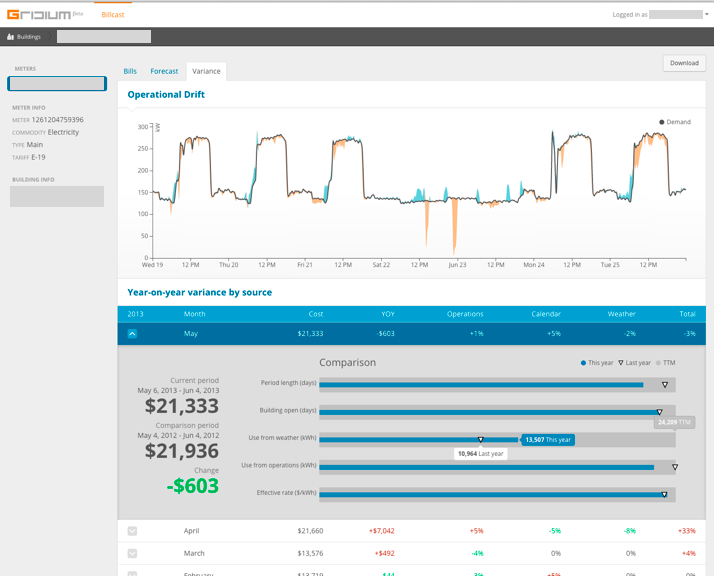 GRIDIUM beta
Billcast
Logged in as
Buildings
METERS
METER INFO
METER 1261204759396
COMMODITY Electricity
TYPE Main
TARIFF E-19
BUILDING INFO
Bills Forecast Variance
Download
Operational Drift
kW
Demand
300
250
200
150
100
50
0
Wed 19 12 PM Thu 20 12 PM Fri 21 12 PM Sat 22 12 PM Jun 23 12 PM Mon 24 12 PM Tue 25 12 PM
Year-on-year variance by source
2013 Month Cost YOY Operations Calendar Weather Total
May $21,333 -$603 +1% +5% -2% -3%
Comparison
This year Last year TTM
Current period
May 6, 2013 - Jun 4, 2013
$21,333
Comparison period
May 4, 2012 - Jun 4, 2012
$21,936
Change
-$603
Period length (days)
Building open (days)
24,209 TTM
Use from weather (kWh)
13,507 This year
10,964 Last year
Use from operations (kWh)
Effective rate ($/kWh)
April $21,660 +$7,042 +5% -5% -8% +33%
March $13,576 +$492 -4% 0% 0% +4%